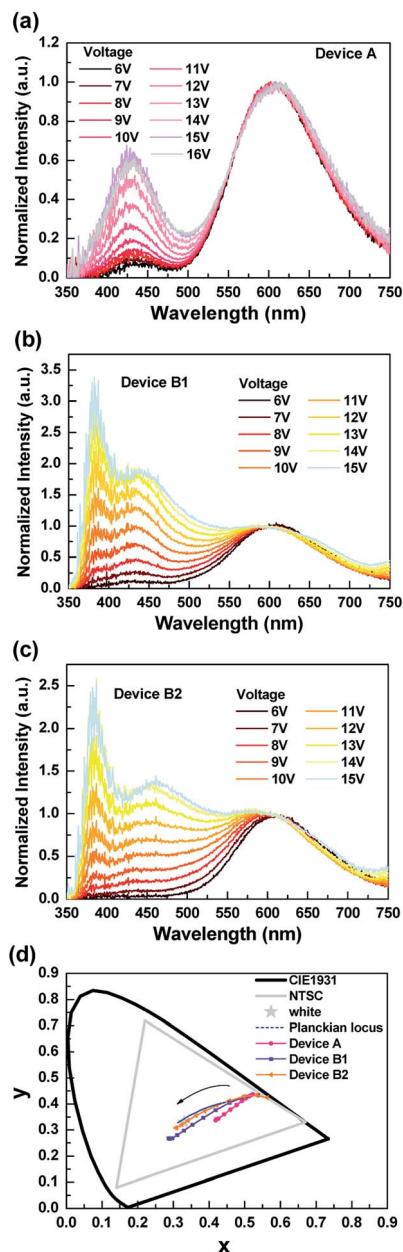 (a)
Normalized Intensity (a.u.)
1.2
1.0
0.8
0.6
0.4
0.2
0.0
Voltage
6V
7V
8V
9V
10V
11V
12V
13V
14V
15V
16V
Device A
350 400 450 500 550 600 650 700 750
Wavelength (nm)
(b)
Normalized Intensity (a.u.)
3.5
3.0
2.5
2.0
1.5
1.0
0.5
0.0
Device B1
Voltage
6V
7V
8V
9V
10V
11V
12V
13V
14V
15V
350 400 450 500 550 600 650 700 750
Wavelength (nm)
(c)
Normalized Intensity (a.u.)
2.5
2.0
1.5
1.0
0.5
0.0
Device B2
Voltage
6V
7V
8V
9V
10V
11V
12V
13V
14V
15V
350 400 450 500 550 600 650 700 750
Wavelength (nm)
(d)
y
0.9
0.8
0.7
0.6
0.5
0.4
0.3
0.2
0.1
0.0
CIE1931
NTSC
white
Planckian locus
Device A
Device B1
Device B2
0.0 0.1 0.2 0.3 0.4 0.5 0.6 0.7 0.8 0.9
x